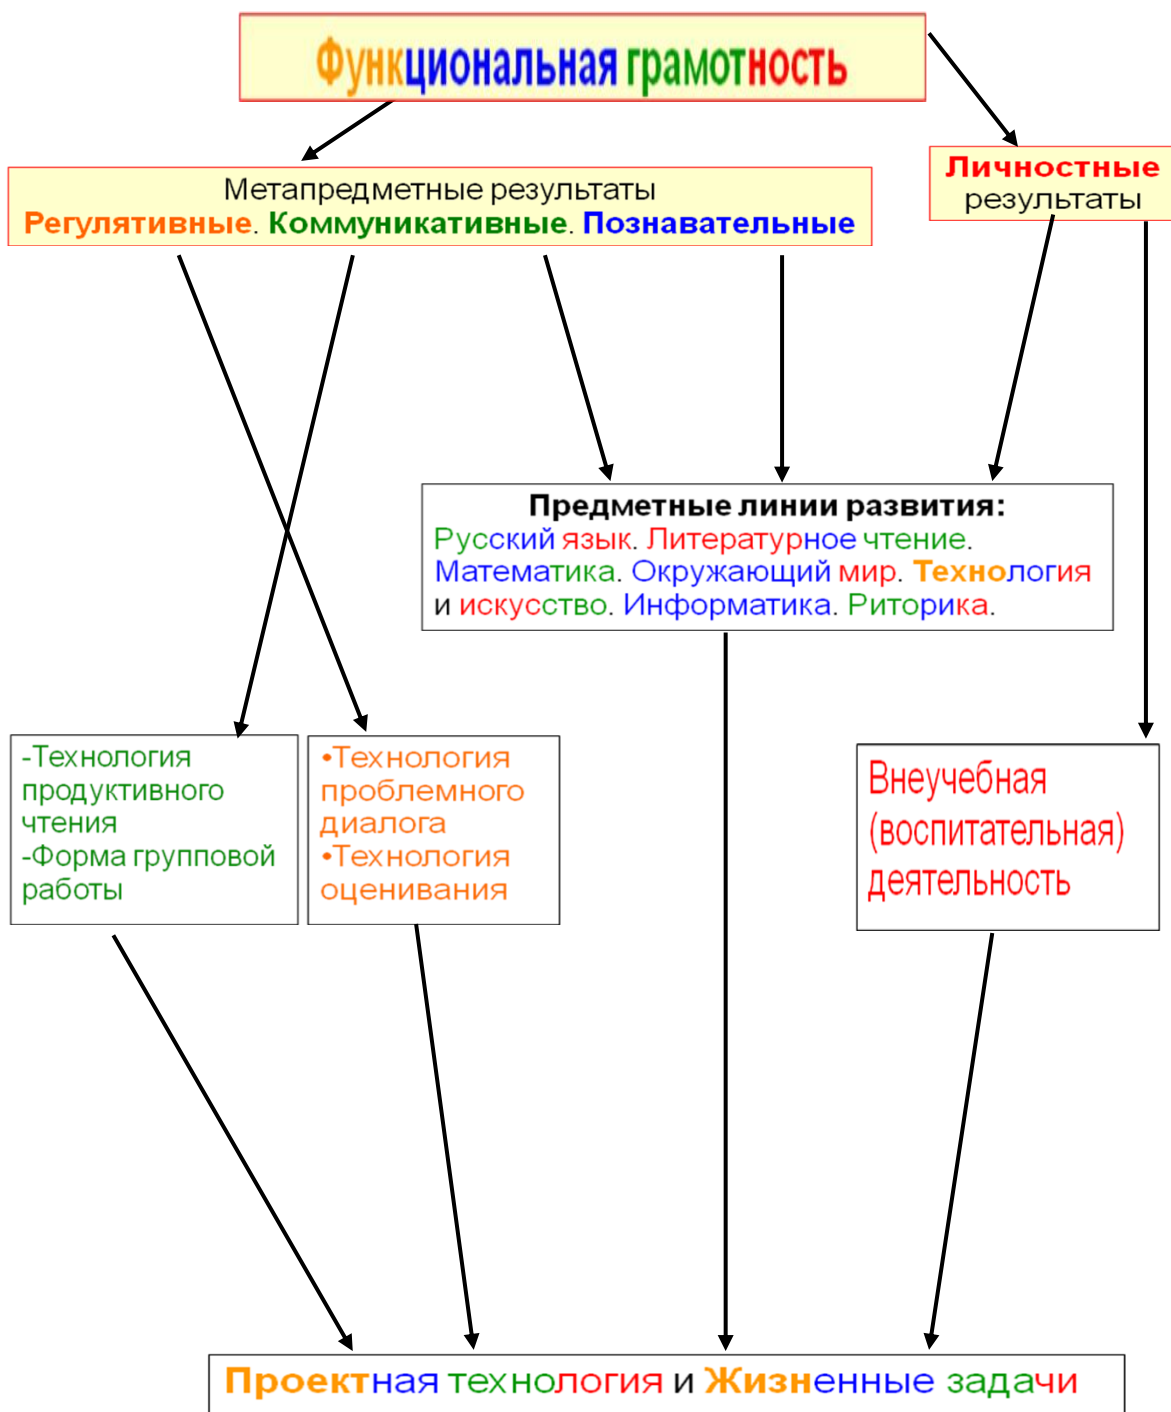 Функциональная грамотность
Метапредметные результаты
Регулятивные. Коммуникативные. Познавательные
Личностные
результаты
Предметные линии развития:
Русский язык. Литературное чтение.
Математика. Окружающий мир. Технология
и искусство. Информатика. Риторика.
-Технология
продуктивного
чтения
-Форма групповой
работы
•Технология
проблемного
диалога
•Технология
оценивания
Внеучебная
(воспитательная)
деятельность
Проектная технология и Жизненные задачи